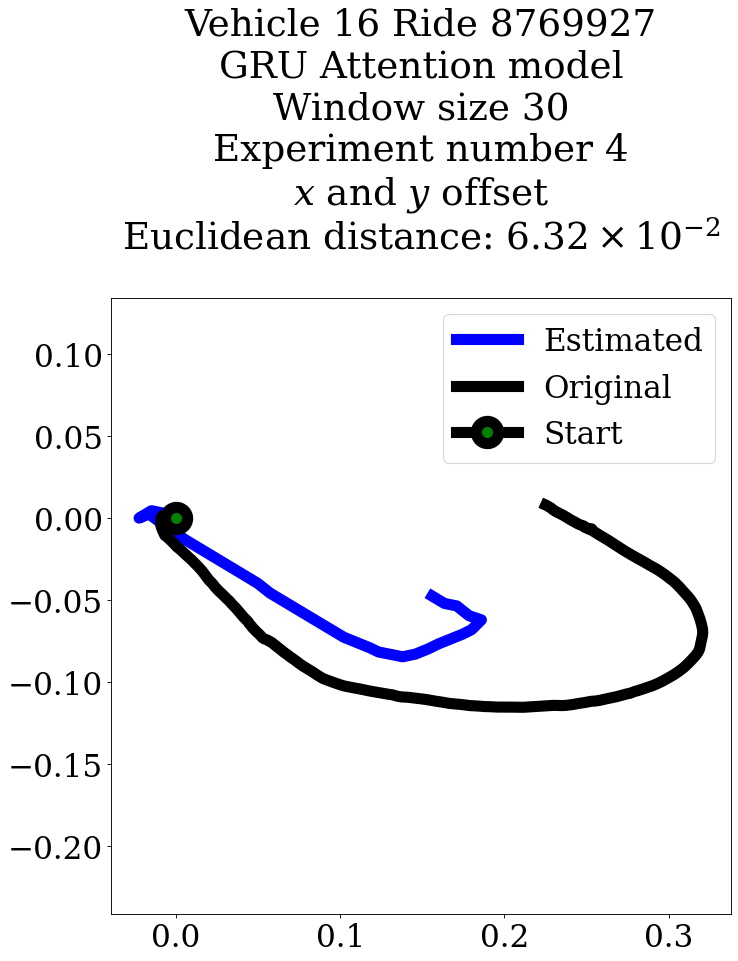 Vehicle 16 Ride 8769927
GRU Attention model
Window size 30
Experiment number 4
x and y offset
Euclidean distance: 6.32 × 10⁻²
Estimated
Original
Start
0.10
0.05
0.00
−0.05
−0.10
−0.15
−0.20
0.0 0.1 0.2 0.3